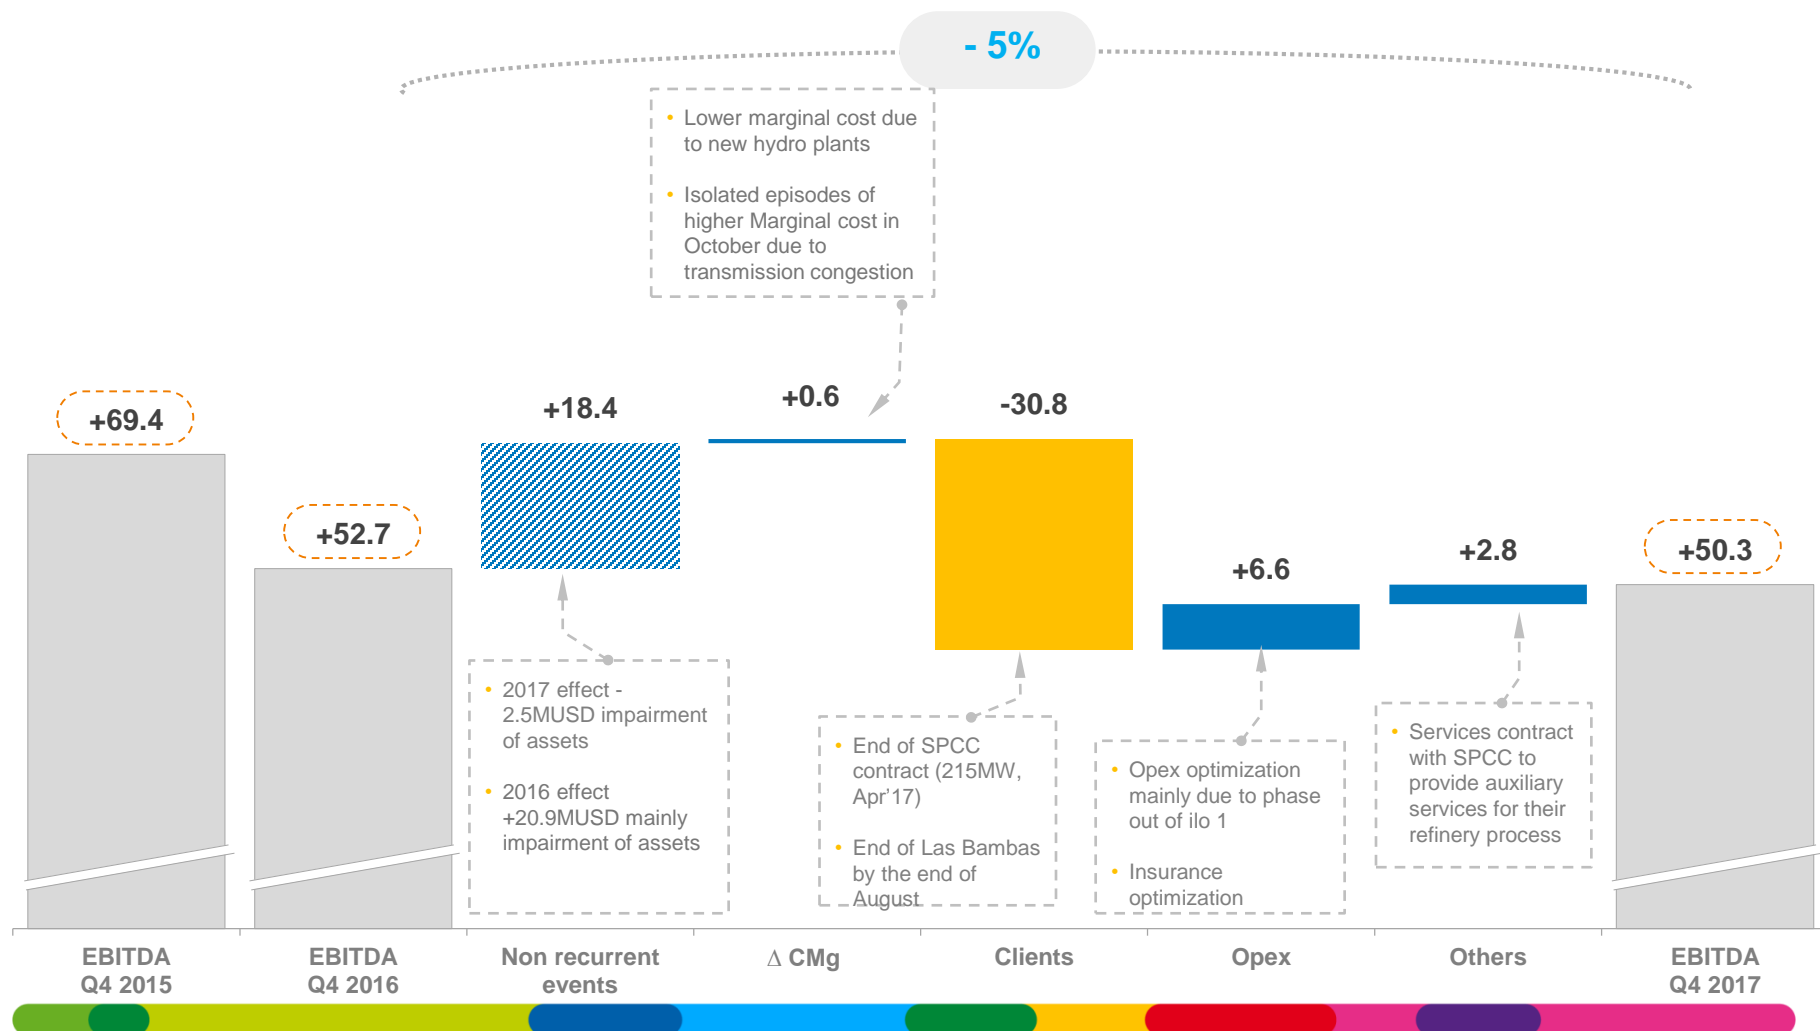 - 5%
• Lower marginal cost due
to new hydro plants
• Isolated episodes of
higher Marginal cost in
October due to
transmission congestion
+69.4
+52.7
+18.4
+0.6
-30.8
+6.6
+2.8
+50.3
• 2017 effect -
2.5MUSD impairment
of assets
• 2016 effect
+20.9MUSD mainly
impairment of assets
• End of SPCC
contract (215MW,
Apr’17)
• End of Las Bambas
by the end of
August
• Opex optimization
mainly due to phase
out of ilo 1
• Insurance
optimization
• Services contract
with SPCC to
provide auxiliary
services for their
refinery process
EBITDA
Q4 2015
EBITDA
Q4 2016
Non recurrent
events
Δ CMg
Clients
Opex
Others
EBITDA
Q4 2017